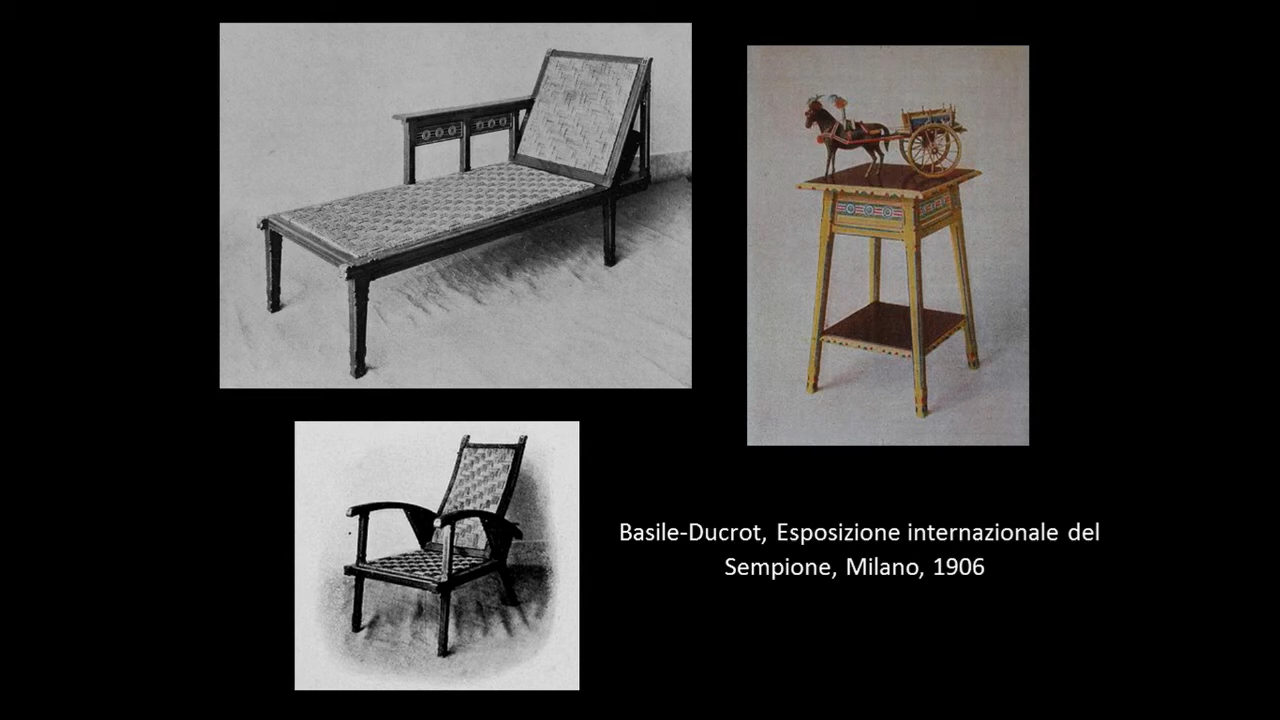 Basile-Ducrot, Esposizione internazionale del
Sempione, Milano, 1906